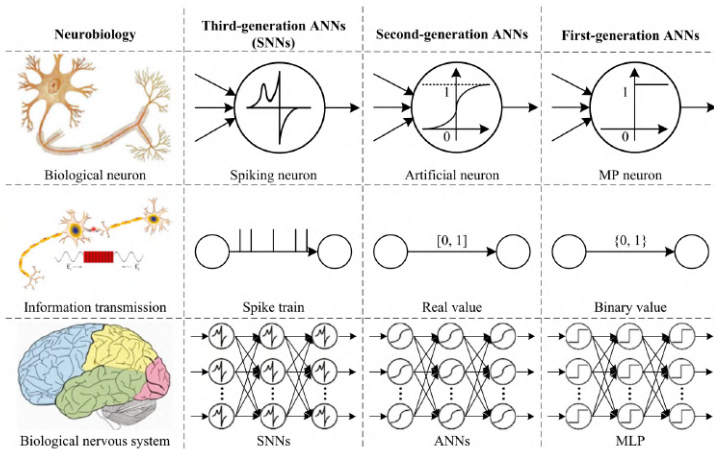 Neurobiology
Third-generation ANNs
(SNNs)
Second-generation ANNs
First-generation ANNs
1
0
1
0
Biological neuron
Spiking neuron
Artificial neuron
MP neuron
[0, 1]
{0, 1}
Information transmission
Spike train
Real value
Binary value
Biological nervous system
SNNs
ANNs
MLP